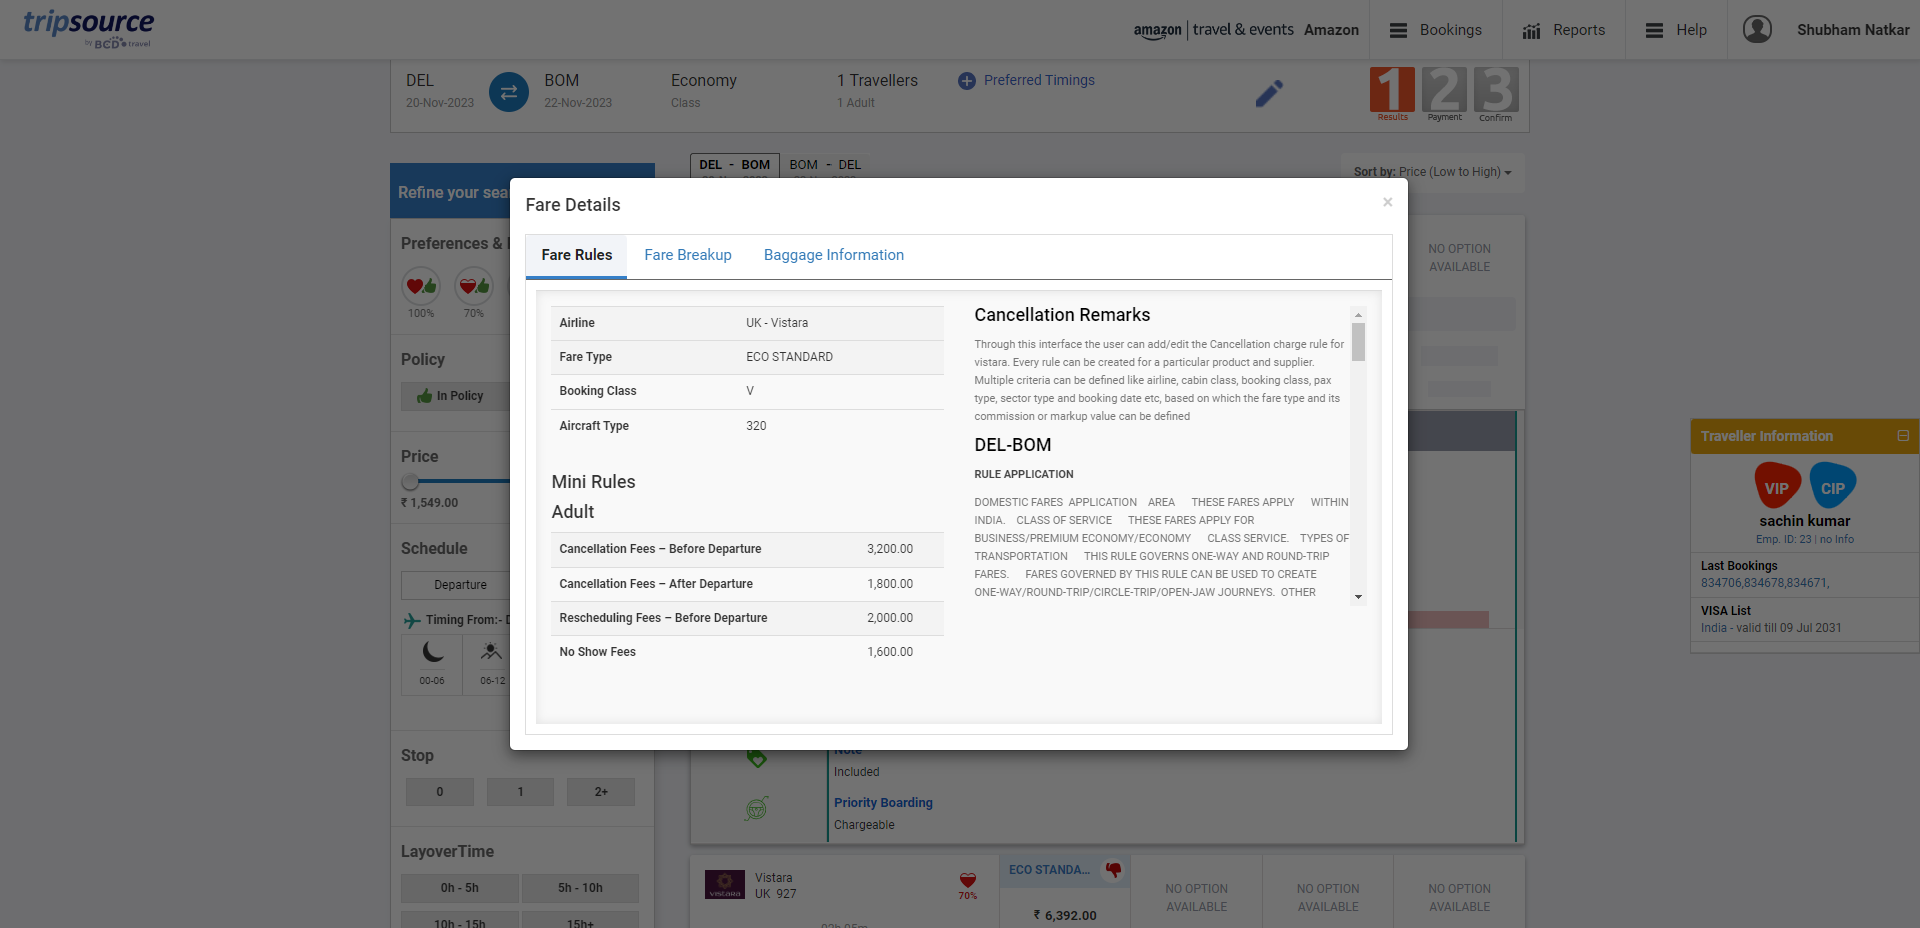 tripsource
by BCD travel
amazon | travel & events Amazon
Bookings
Reports
Help
Shubham Natkar
DEL
20-Nov-2023
BOM
22-Nov-2023
Economy
Class
1 Travellers
1 Adult
Preferred Timings
1 2 3
Results Payment Confirm
DEL - BOM
BOM - DEL
Sort by: Price (Low to High)
Refine your sea
Preferences &
100%
70%
Policy
In Policy
Price
₹ 1,549.00
Schedule
Departure
Timing From:- D
00-06
06-12
Stop
0
1
2+
LayoverTime
0h - 5h
5h - 10h
10h - 15h
15h+
Fare Details
×
Fare Rules
Fare Breakup
Baggage Information
Airline UK - Vistara
Fare Type ECO STANDARD
Booking Class V
Aircraft Type 320
Mini Rules
Adult
Cancellation Fees – Before Departure 3,200.00
Cancellation Fees – After Departure 1,800.00
Rescheduling Fees – Before Departure 2,000.00
No Show Fees 1,600.00
Cancellation Remarks
Through this interface the user can add/edit the Cancellation charge rule for
vistara. Every rule can be created for a particular product and supplier.
Multiple criteria can be defined like airline, cabin class, booking class, pax
type, sector type and booking date etc, based on which the fare type and its
commission or markup value can be defined
DEL-BOM
RULE APPLICATION
DOMESTIC FARES APPLICATION AREA THESE FARES APPLY WITHIN
INDIA. CLASS OF SERVICE THESE FARES APPLY FOR
BUSINESS/PREMIUM ECONOMY/ECONOMY CLASS SERVICE. TYPES OF
TRANSPORTATION THIS RULE GOVERNS ONE-WAY AND ROUND-TRIP
FARES. FARES GOVERNED BY THIS RULE CAN BE USED TO CREATE
ONE-WAY/ROUND-TRIP/CIRCLE-TRIP/OPEN-JAW JOURNEYS. OTHER
NO OPTION
AVAILABLE
Note
Included
Priority Boarding
Chargeable
VISTARA
Vistara
UK 927
70%
ECO STANDA...
₹ 6,392.00
NO OPTION
AVAILABLE
NO OPTION
AVAILABLE
NO OPTION
AVAILABLE
Traveller Information
VIP
CIP
sachin kumar
Emp. ID: 23 | no Info
Last Bookings
834706,834678,834671,
VISA List
India - valid till 09 Jul 2031